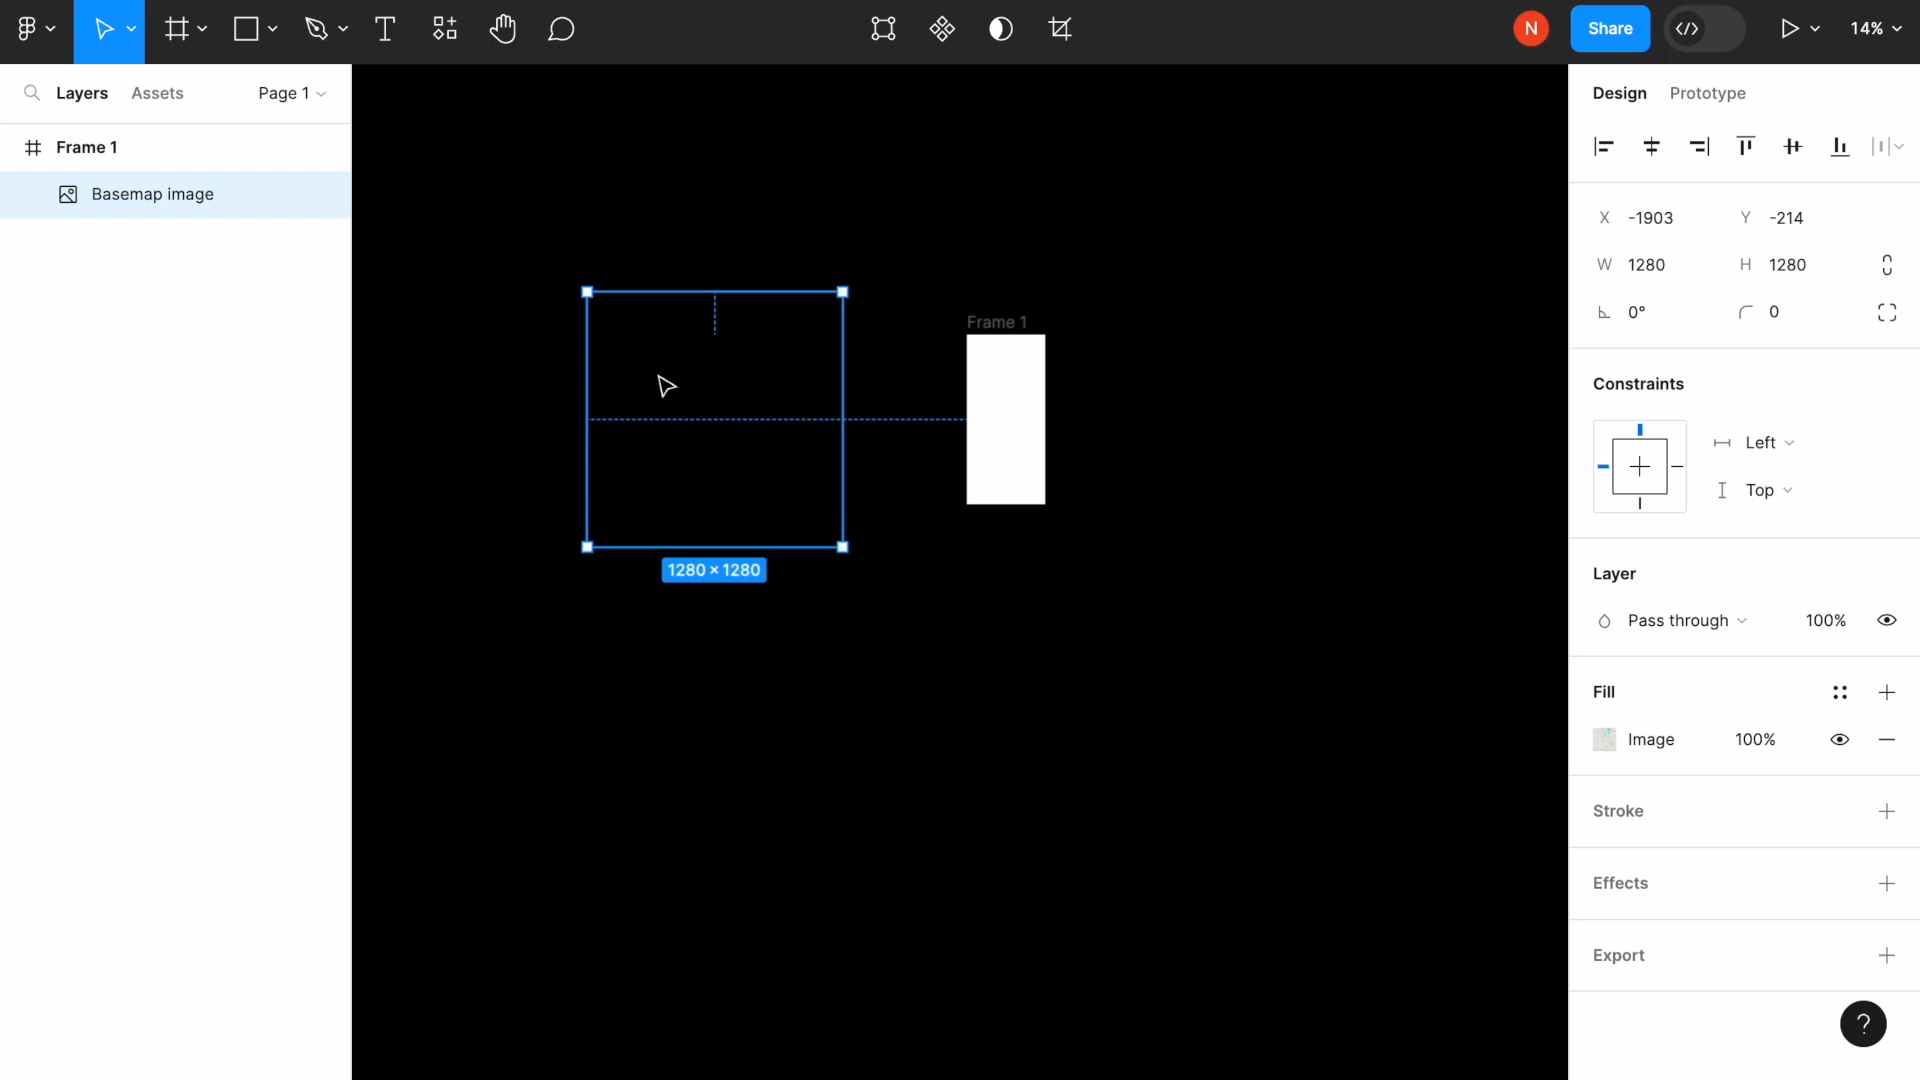 N
Share
14%
Layers
Assets
Page 1
Design
Prototype
Frame 1
Basemap image
X -1903
Y -214
W 1280
H 1280
0°
0
Frame 1
Constraints
Left
Top
1280 × 1280
Layer
Pass through
100%
Fill
Image
100%
Stroke
Effects
Export
?